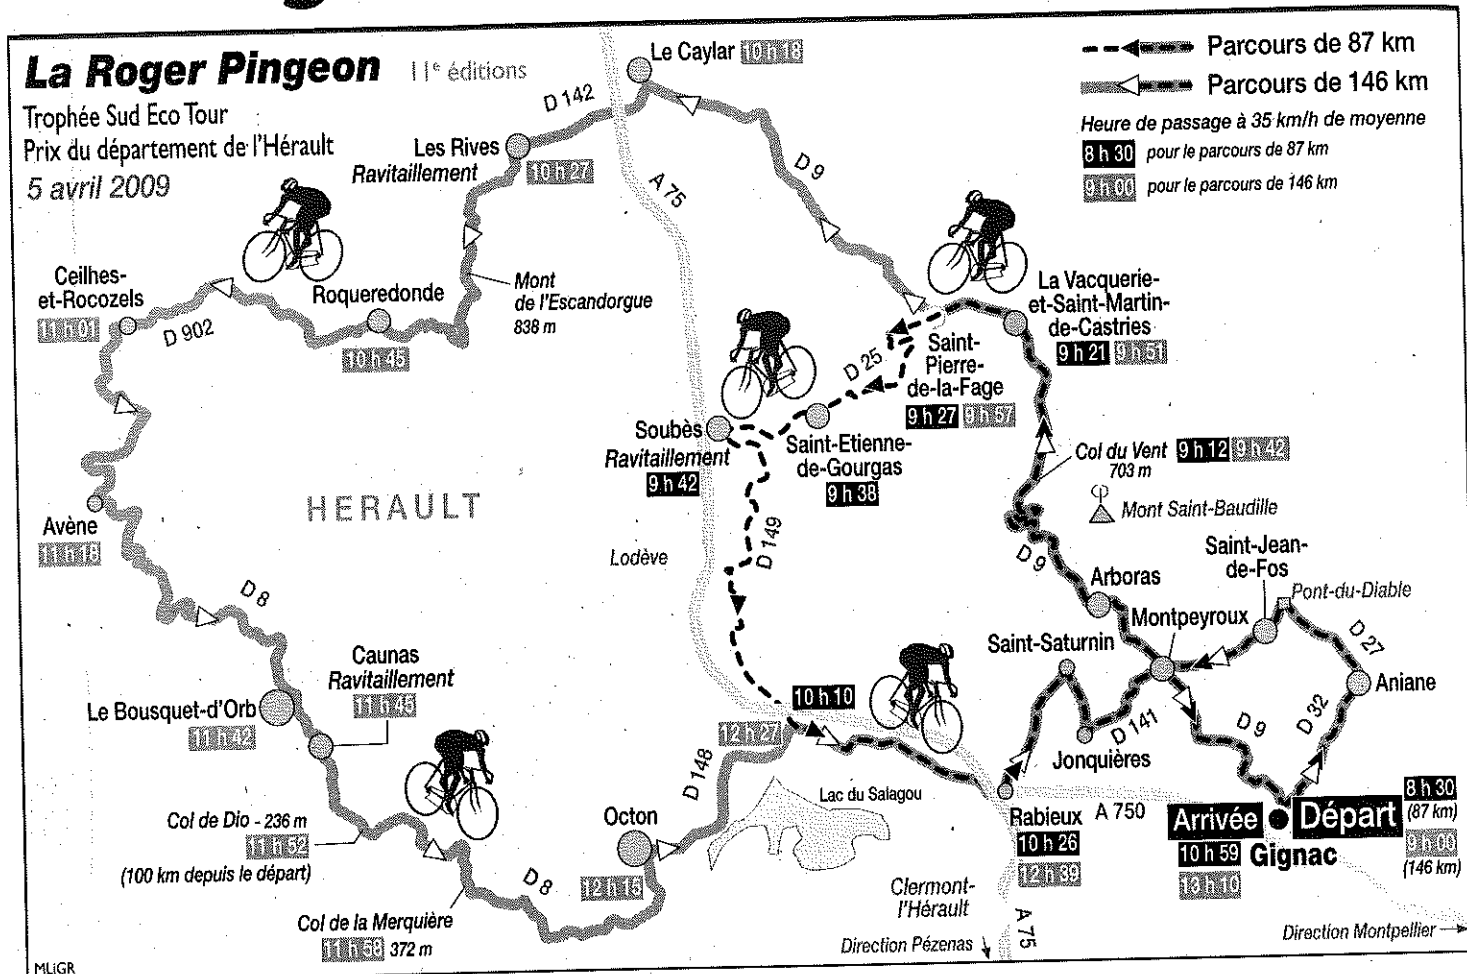 La Roger Pingeon 11e éditions
Trophée Sud Eco Tour
Prix du département de l'Hérault
5 avril 2009
Parcours de 87 km
Parcours de 146 km
Heure de passage à 35 km/h de moyenne
8 h 30 pour le parcours de 87 km
9 h 00 pour le parcours de 146 km
Le Caylar 10 h 18
D 142
Les Rives
Ravitaillement
10 h 27
A 75
D 9
Ceilhes-
et-Rocozels
11 h 01
D 902
Roqueredonde
10 h 45
Mont
de l'Escandorgue
838 m
La Vacquerie-
et-Saint-Martin-
de-Castries
9 h 21 9 h 51
Saint-
Pierre-
de-la-Fage
9 h 27 9 h 57
D 25
Soubès
Ravitaillement
9 h 42
Saint-Etienne-
de-Gourgas
9 h 38
Col du Vent 9 h 12 9 h 42
703 m
Mont Saint-Baudille
HERAULT
Avène
11 h 18
Lodève
D 149
D 9
Arboras
Saint-Jean-
de-Fos
Pont-du-Diable
Montpeyroux
Saint-Saturnin
D 27
Aniane
D 8
Caunas
Ravitaillement
11 h 45
Le Bousquet-d'Orb
11 h 42
10 h 10
12 h 27
D 141
Jonquières
D 9
D 32
D 148
Lac du Salagou
Octon
12 h 15
Col de Dio - 236 m
11 h 52
(100 km depuis le départ)
D 8
Col de la Merquière
11 h 58 372 m
Rabieux
10 h 26
12 h 39
A 750
Arrivée
10 h 59
13 h 10
Départ
Gignac
8 h 30
(87 km)
9 h 00
(146 km)
Clermont-
l'Hérault
A 75
Direction Pézenas
Direction Montpellier
MLiGR